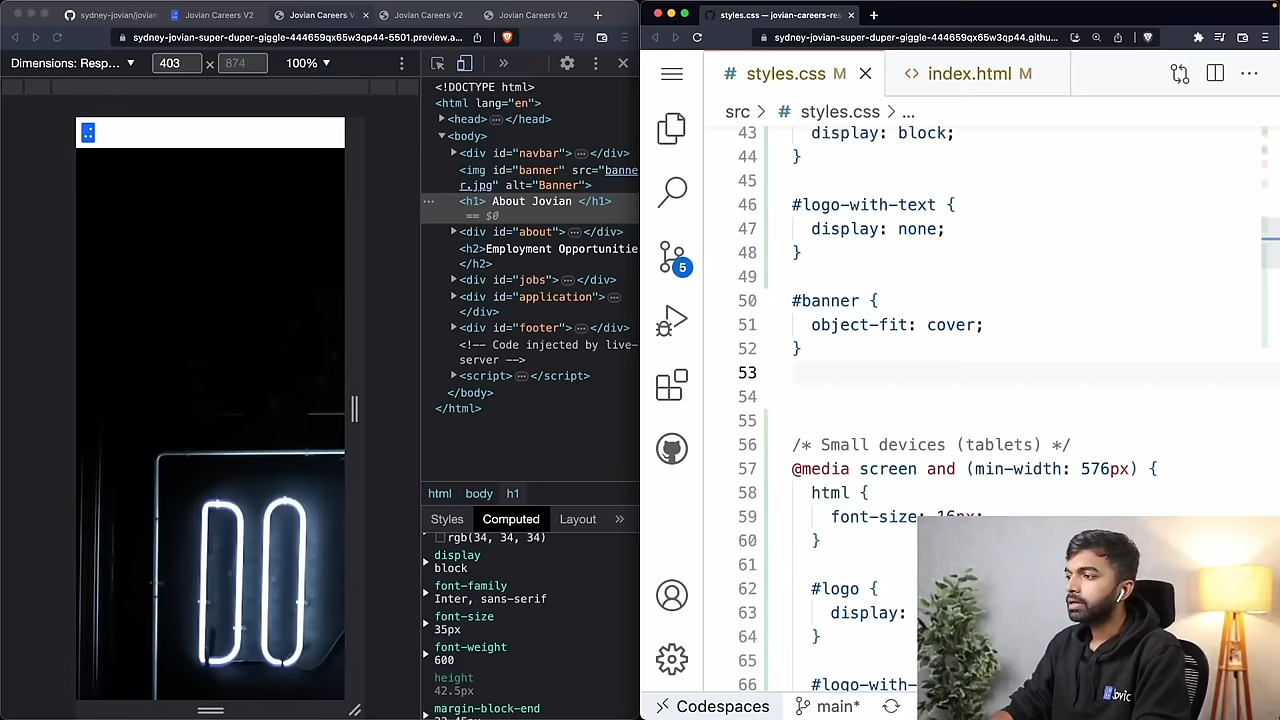 sydney-jovian/jovian
Jovian Careers V2
Jovian Careers V2
Jovian Careers V2
Jovian Careers V2
sydney-jovian-super-duper-giggle-444659qx65w3qp44-5501.preview.a...
Dimensions: Resp...
403
×
874
100%
<!DOCTYPE html>
<html lang="en">
<head> ... </head>
<body>
<div id="navbar"> ... </div>
<img id="banner" src="banne
r.jpg" alt="Banner">
<h1> About Jovian </h1>
== $0
<div id="about"> ... </div>
<h2>Employment Opportunitie
</h2>
<div id="jobs"> ... </div>
<div id="application"> ...
</div>
<div id="footer"> ... </div>
<!-- Code injected by live-
server -->
<script> ... </script>
</body>
</html>
html body h1
Styles Computed Layout
rgb(34, 34, 34)
display
block
font-family
Inter, sans-serif
font-size
35px
font-weight
600
height
42.5px
margin-block-end
DO
styles.css — jovian-careers-res
sydney-jovian-super-duper-giggle-444659qx65w3qp44.githu...
# styles.css M
<> index.html M
src > # styles.css > ...
43 display: block;
44 }
45
46 #logo-with-text {
47 display: none;
48 }
49
50 #banner {
51 object-fit: cover;
52 }
53
54
55
56 /* Small devices (tablets) */
57 @media screen and (min-width: 576px) {
58 html {
59 font-size: 16px;
60 }
61
62 #logo {
63 display:
64 }
65
66 #logo-with-
5
Codespaces
main*